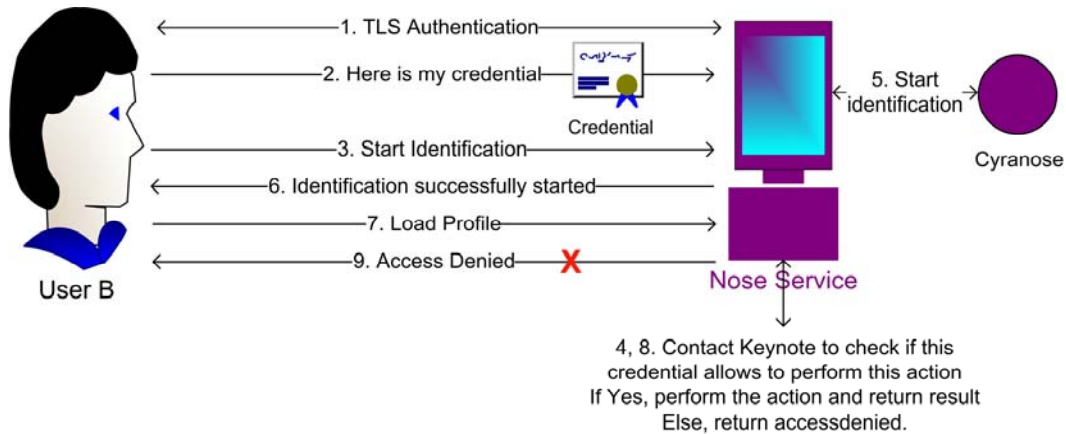 1. TLS Authentication
2. Here is my credential
Credential
5. Start
identification
Cyranose
3. Start Identification
6. Identification successfully started
7. Load Profile
9. Access Denied
X
User B
Nose Service
4, 8. Contact Keynote to check if this
credential allows to perform this action
If Yes, perform the action and return result
Else, return accessdenied.